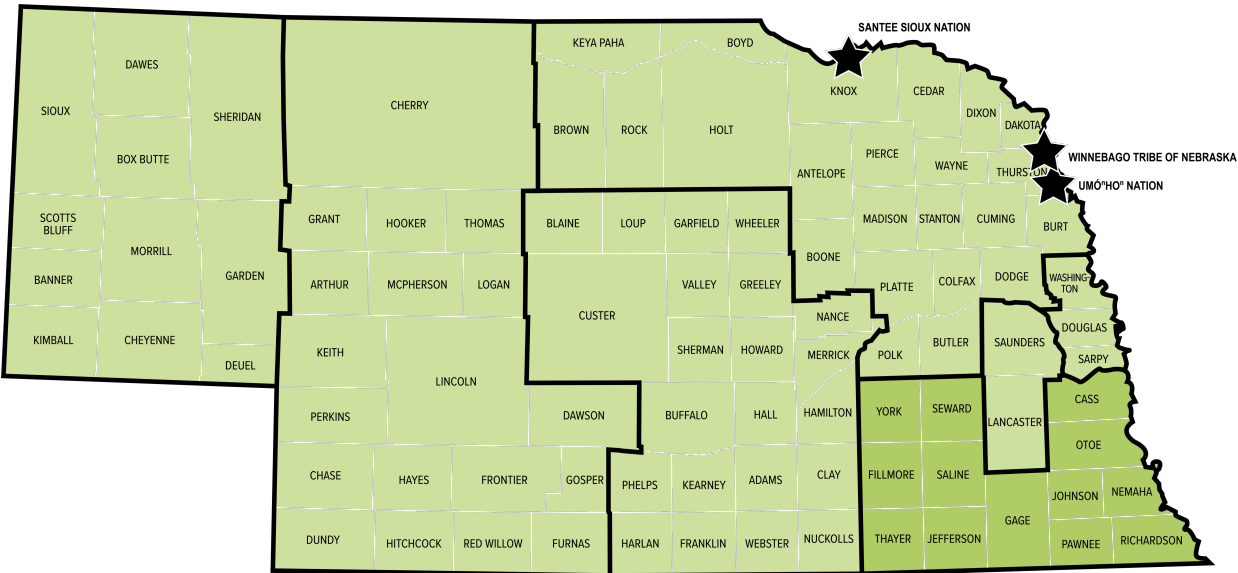 SANTEE SIOUX NATION
KEYA PAHA
BOYD
DAWES
CHERRY
KNOX
CEDAR
SIOUX
SHERIDAN
DIXON
DAKOTA
BROWN
ROCK
HOLT
BOX BUTTE
PIERCE
WAYNE
WINNEBAGO TRIBE OF NEBRASKA
ANTELOPE
THURSTON
UMÓⁿHOⁿ NATION
SCOTTS
BLUFF
GRANT
HOOKER
THOMAS
BLAINE
LOUP
GARFIELD
WHEELER
MADISON
STANTON
CUMING
BURT
MORRILL
BOONE
BANNER
GARDEN
ARTHUR
MCPHERSON
LOGAN
VALLEY
GREELEY
PLATTE
COLFAX
DODGE
WASHING-
TON
CUSTER
NANCE
KIMBALL
CHEYENNE
DEUEL
KEITH
LINCOLN
SHERMAN
HOWARD
MERRICK
POLK
BUTLER
SAUNDERS
DOUGLAS
SARPY
PERKINS
DAWSON
BUFFALO
HALL
HAMILTON
YORK
SEWARD
LANCASTER
CASS
OTOE
CHASE
HAYES
FRONTIER
GOSPER
PHELPS
KEARNEY
ADAMS
CLAY
FILLMORE
SALINE
JOHNSON
NEMAHA
GAGE
DUNDY
HITCHCOCK
RED WILLOW
FURNAS
HARLAN
FRANKLIN
WEBSTER
NUCKOLLS
THAYER
JEFFERSON
PAWNEE
RICHARDSON